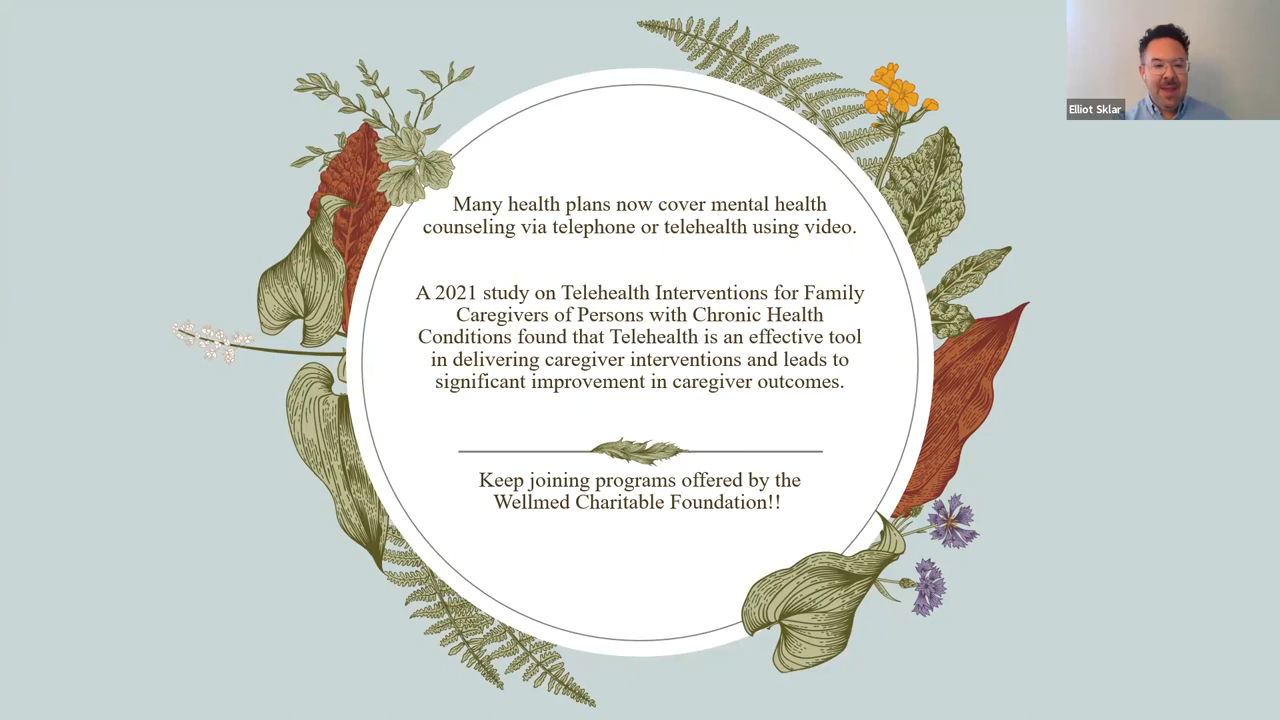 Elliot Sklar
Many health plans now cover mental health
counseling via telephone or telehealth using video.
A 2021 study on Telehealth Interventions for Family
Caregivers of Persons with Chronic Health
Conditions found that Telehealth is an effective tool
in delivering caregiver interventions and leads to
significant improvement in caregiver outcomes.
Keep joining programs offered by the
Wellmed Charitable Foundation!!